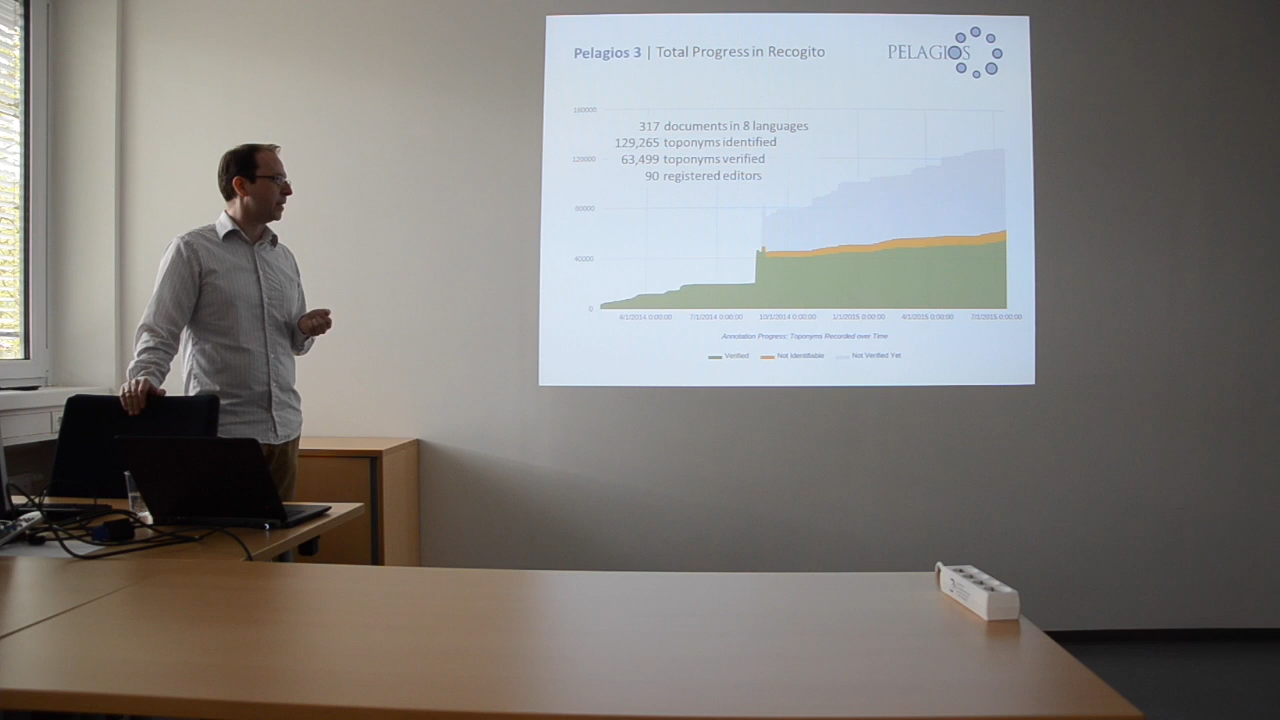 Pelagios 3 | Total Progress in Recogito
PELAGIOS
160000
317 documents in 8 languages
129,265 toponyms identified
63,499 toponyms verified
90 registered editors
120000
80000
40000
0
4/1/2014 0:00:00 7/1/2014 0:00:00 10/1/2014 0:00:00 1/1/2015 0:00:00 4/1/2015 0:00:00 7/1/2015 0:00:00
Annotation Progress: Toponyms Recorded over Time
Verified Not Identifiable Not Verified Yet